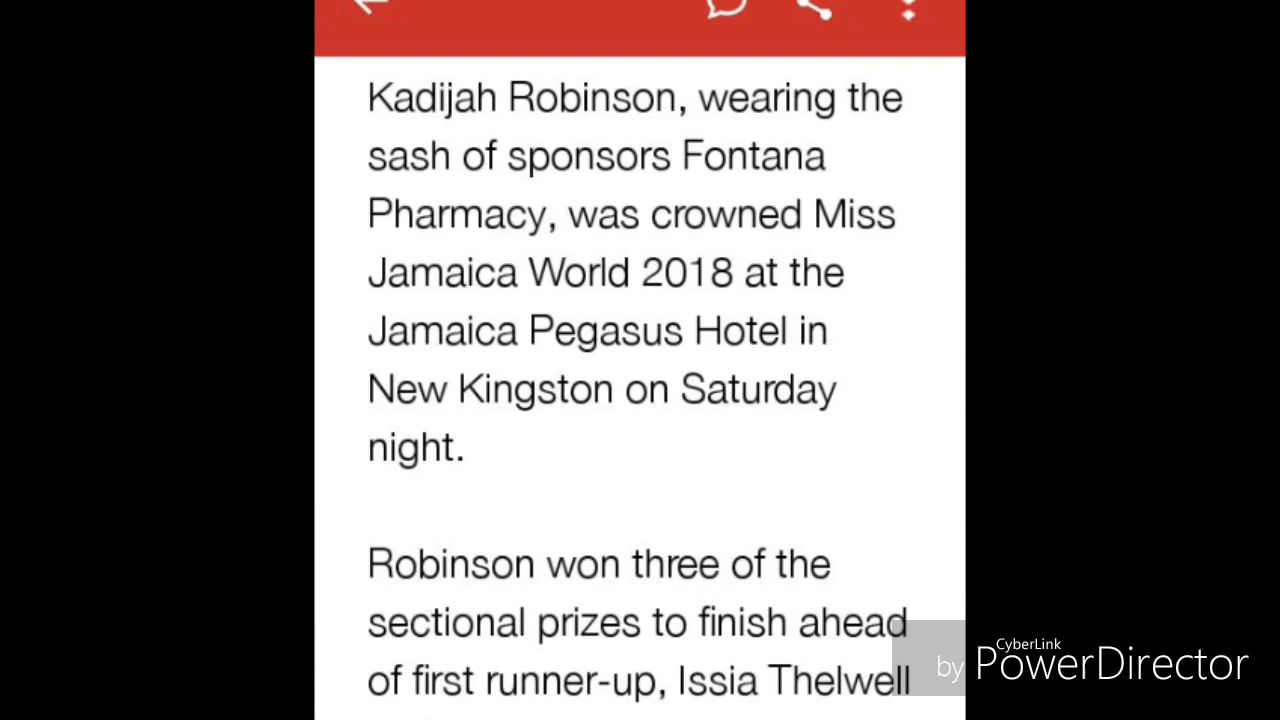 Kadijah Robinson, wearing the
sash of sponsors Fontana
Pharmacy, was crowned Miss
Jamaica World 2018 at the
Jamaica Pegasus Hotel in
New Kingston on Saturday
night.
Robinson won three of the
sectional prizes to finish ahead
of first runner-up, Issia Thelwell
by CyberLink PowerDirector